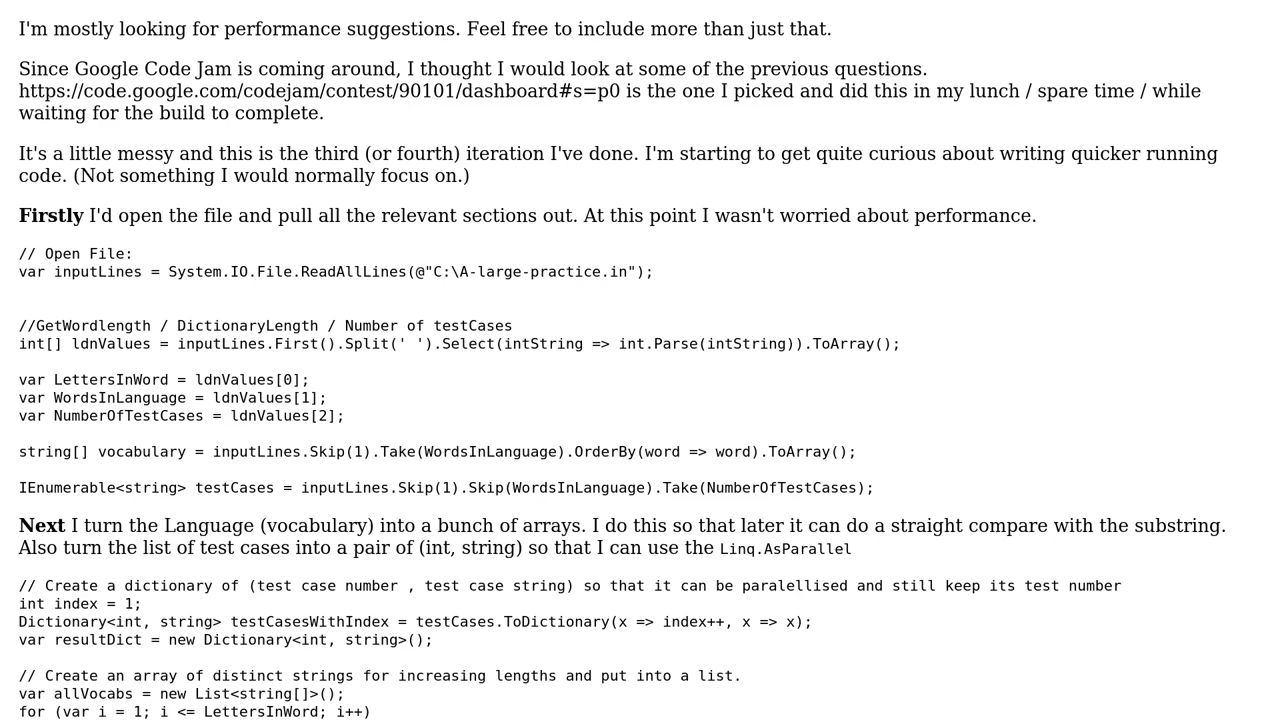 I'm mostly looking for performance suggestions. Feel free to include more than just that.
Since Google Code Jam is coming around, I thought I would look at some of the previous questions.
https://code.google.com/codejam/contest/90101/dashboard#s=p0 is the one I picked and did this in my lunch / spare time / while
waiting for the build to complete.
It's a little messy and this is the third (or fourth) iteration I've done. I'm starting to get quite curious about writing quicker running
code. (Not something I would normally focus on.)
Firstly I'd open the file and pull all the relevant sections out. At this point I wasn't worried about performance.
// Open File:
var inputLines = System.IO.File.ReadAllLines(@"C:\A-large-practice.in");
//GetWordlength / DictionaryLength / Number of testCases
int[] ldnValues = inputLines.First().Split(' ').Select(intString => int.Parse(intString)).ToArray();
var LettersInWord = ldnValues[0];
var WordsInLanguage = ldnValues[1];
var NumberOfTestCases = ldnValues[2];
string[] vocabulary = inputLines.Skip(1).Take(WordsInLanguage).OrderBy(word => word).ToArray();
IEnumerable<string> testCases = inputLines.Skip(1).Skip(WordsInLanguage).Take(NumberOfTestCases);
Next I turn the Language (vocabulary) into a bunch of arrays. I do this so that later it can do a straight compare with the substring.
Also turn the list of test cases into a pair of (int, string) so that I can use the Linq.AsParallel
// Create a dictionary of (test case number , test case string) so that it can be paralellised and still keep its test number
int index = 1;
Dictionary<int, string> testCasesWithIndex = testCases.ToDictionary(x => index++, x => x);
var resultDict = new Dictionary<int, string>();
// Create an array of distinct strings for increasing lengths and put into a list.
var allVocabs = new List<string[]>();
for (var i = 1; i <= LettersInWord; i++)